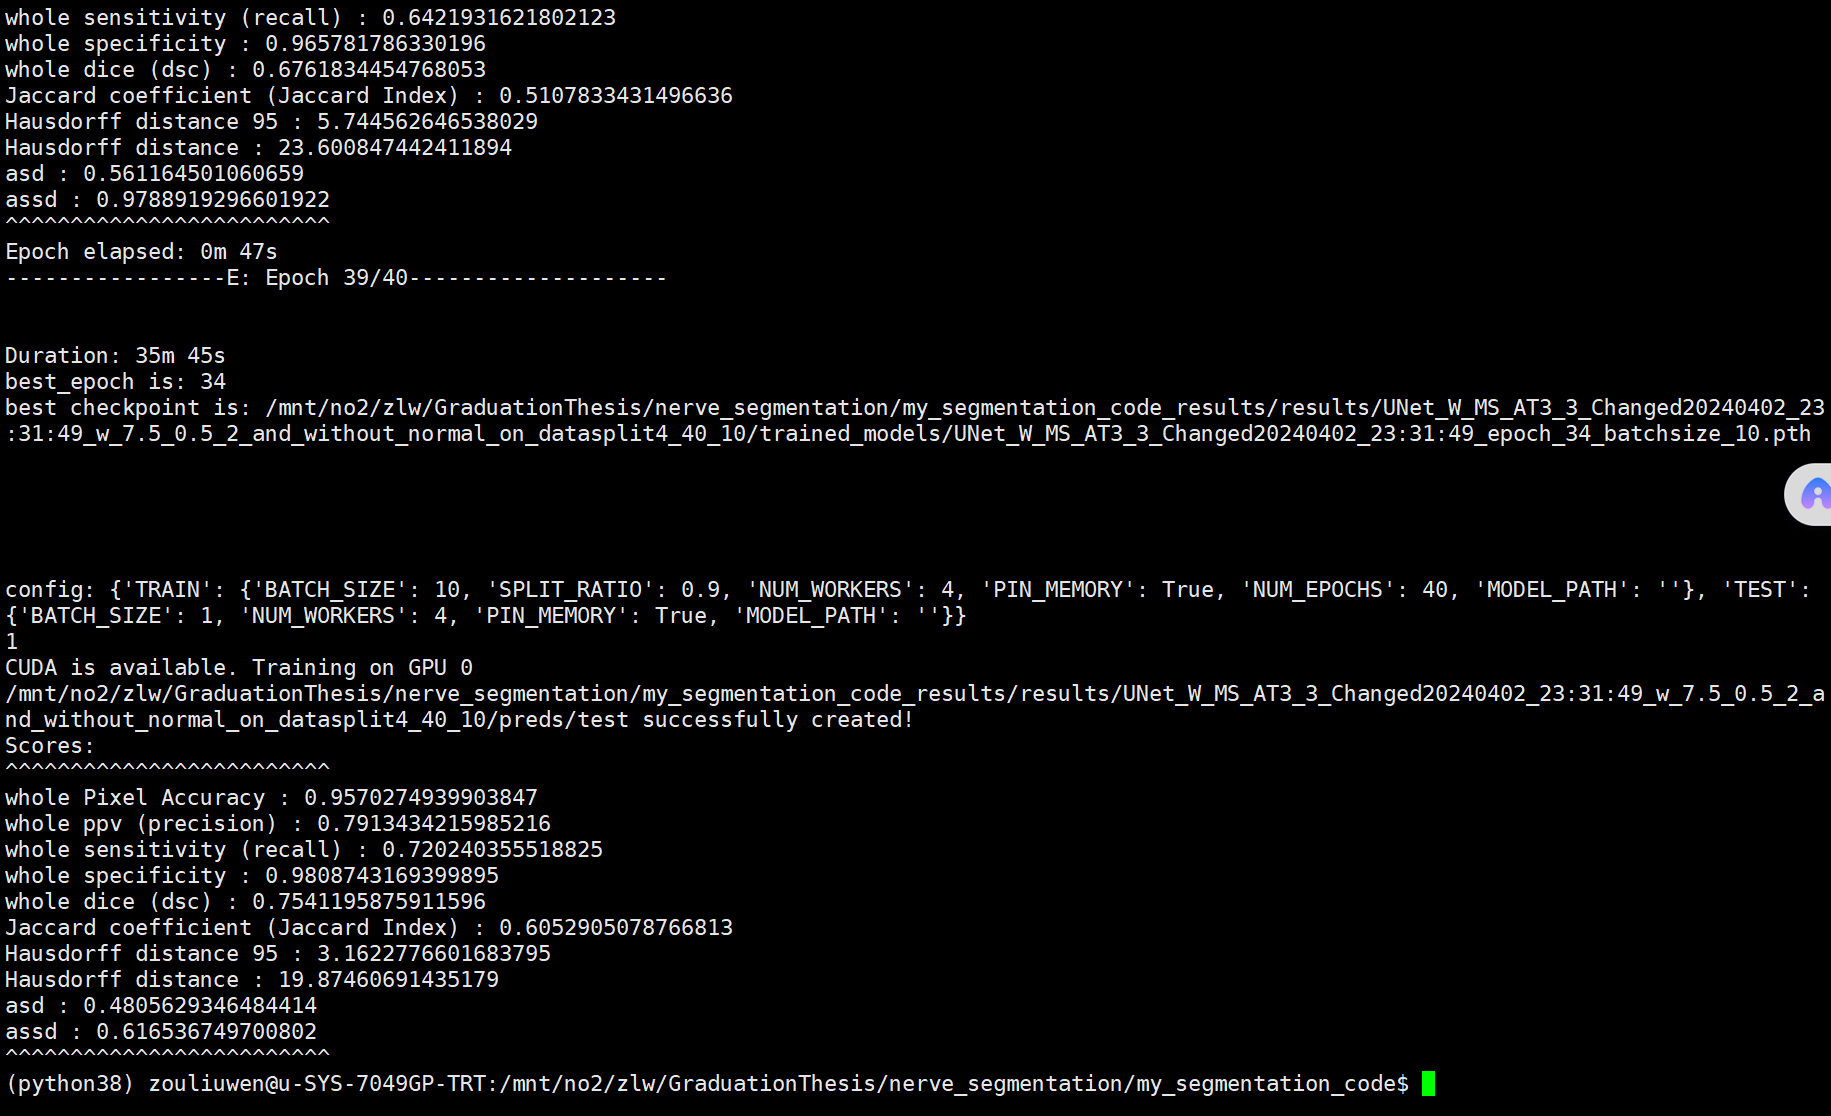 whole sensitivity (recall) : 0.6421931621802123
whole specificity : 0.965781786330196
whole dice (dsc) : 0.6761834454768053
Jaccard coefficient (Jaccard Index) : 0.5107833431496636
Hausdorff distance 95 : 5.744562646538029
Hausdorff distance : 23.600847442411894
asd : 0.561164501060659
assd : 0.9788919296601922
^^^^^^^^^^^^^^^^^^^^^^^^^
Epoch elapsed: 0m 47s
-----------------E: Epoch 39/40--------------------
Duration: 35m 45s
best_epoch is: 34
best checkpoint is: /mnt/no2/zlw/GraduationThesis/nerve_segmentation/my_segmentation_code_results/results/UNet_W_MS_AT3_3_Changed20240402_23
:31:49_w_7.5_0.5_2_and_without_normal_on_datasplit4_40_10/trained_models/UNet_W_MS_AT3_3_Changed20240402_23:31:49_epoch_34_batchsize_10.pth
config: {'TRAIN': {'BATCH_SIZE': 10, 'SPLIT_RATIO': 0.9, 'NUM_WORKERS': 4, 'PIN_MEMORY': True, 'NUM_EPOCHS': 40, 'MODEL_PATH': ''}, 'TEST':
{'BATCH_SIZE': 1, 'NUM_WORKERS': 4, 'PIN_MEMORY': True, 'MODEL_PATH': ''}}
1
CUDA is available. Training on GPU 0
/mnt/no2/zlw/GraduationThesis/nerve_segmentation/my_segmentation_code_results/results/UNet_W_MS_AT3_3_Changed20240402_23:31:49_w_7.5_0.5_2_a
nd_without_normal_on_datasplit4_40_10/preds/test successfully created!
Scores:
^^^^^^^^^^^^^^^^^^^^^^^^^
whole Pixel Accuracy : 0.9570274939903847
whole ppv (precision) : 0.7913434215985216
whole sensitivity (recall) : 0.720240355518825
whole specificity : 0.9808743169399895
whole dice (dsc) : 0.7541195875911596
Jaccard coefficient (Jaccard Index) : 0.6052905078766813
Hausdorff distance 95 : 3.1622776601683795
Hausdorff distance : 19.87460691435179
asd : 0.4805629346484414
assd : 0.616536749700802
^^^^^^^^^^^^^^^^^^^^^^^^^
(python38) zouliuwen@u-SYS-7049GP-TRT:/mnt/no2/zlw/GraduationThesis/nerve_segmentation/my_segmentation_code$